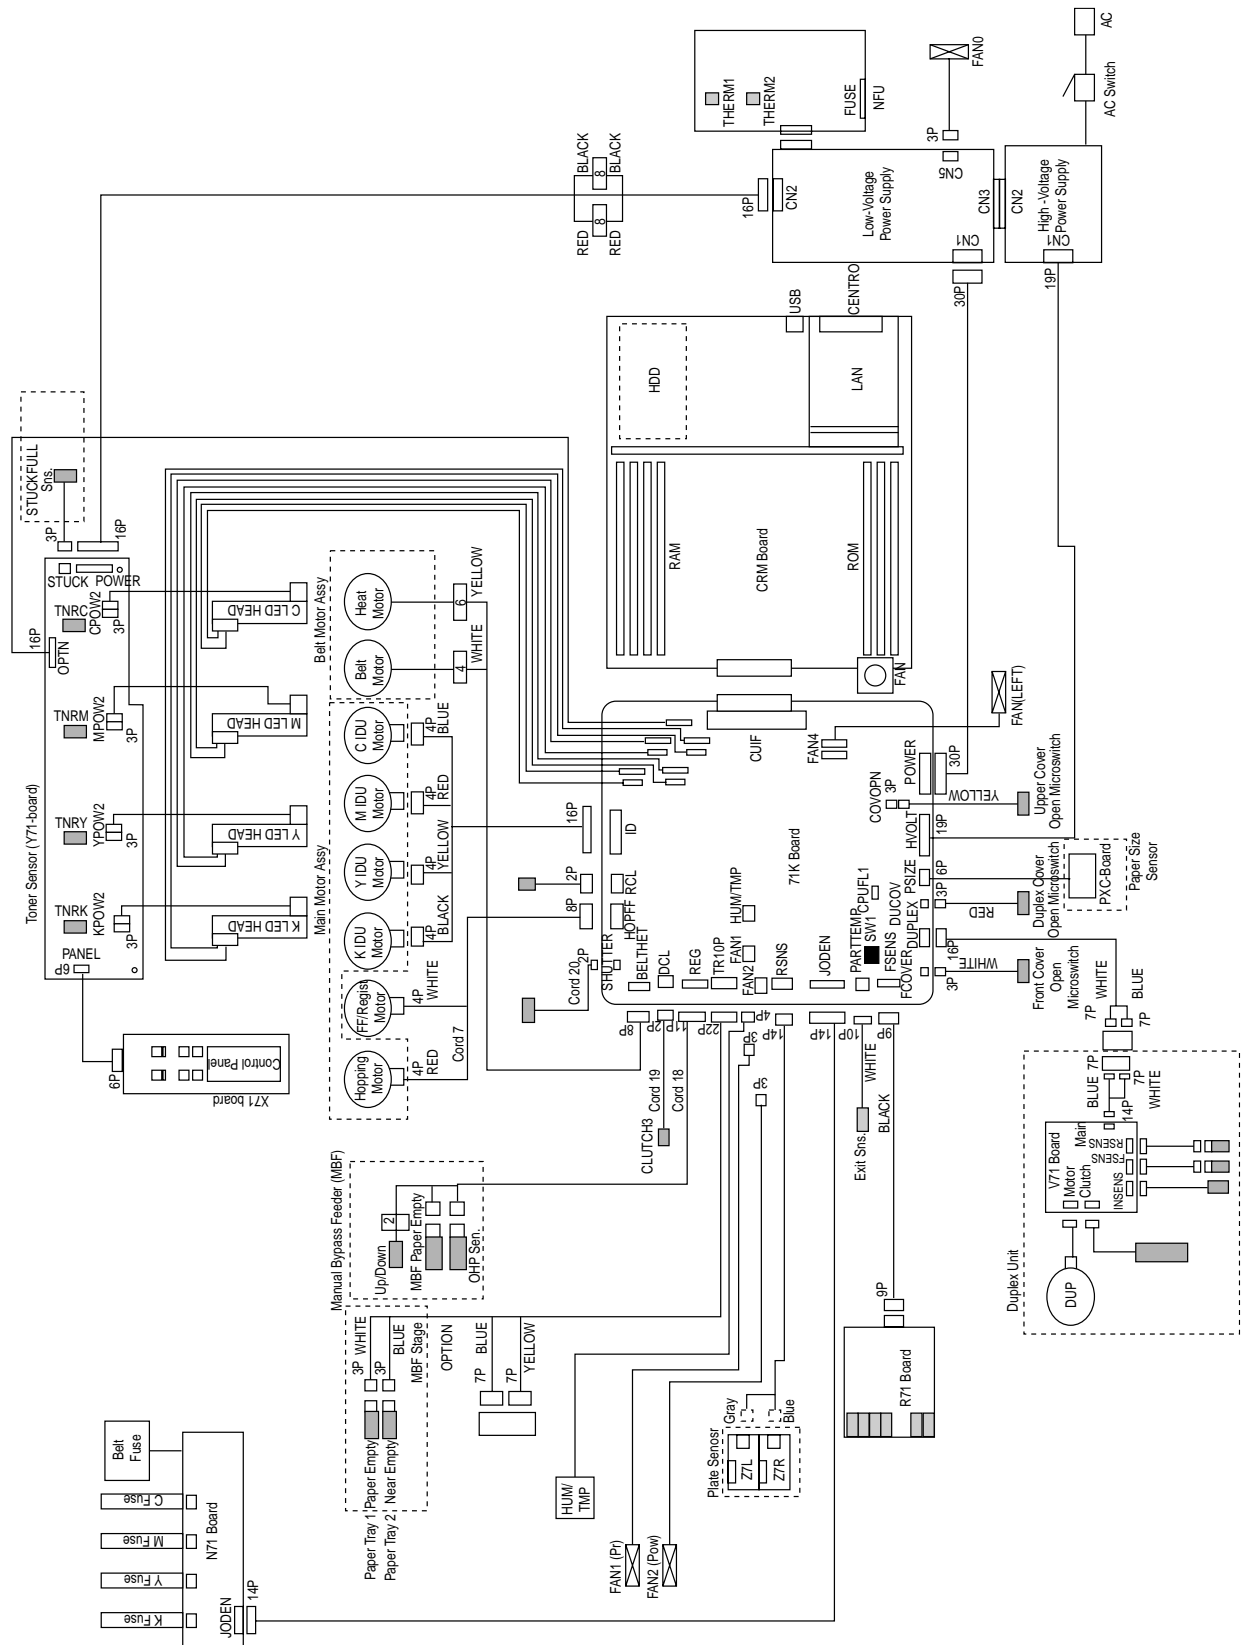 Toner Sensor (Y71-board)
STUCKFULL
Sns.
3P
16P
STUCK
POWER
TNRC
CPOW2
3P
16P
OPTN
TNRM
MPOW2
3P
TNRY
YPOW2
3P
TNRK
KPOW2
3P
PANEL
6P
C LED HEAD
M LED HEAD
Y LED HEAD
K LED HEAD
6P
Control Panel
X71 board
Belt Motor Assy
Heat
Motor
Belt
Motor
6
YELLOW
4
WHITE
Main Motor Assy
C IDU
Motor
4P
BLUE
M IDU
Motor
4P
RED
Y IDU
Motor
4P
YELLOW
K IDU
Motor
4P
BLACK
FF/Regist
Motor
4P
WHITE
Hopping
Motor
4P
RED
Cord 7
BLACK
8
BLACK
RED
8
RED
THERM1
THERM2
FUSE
NFU
FAN0
3P
CN5
AC
AC Switch
16P
CN2
Low-Voltage
Power Supply
CN3
CN2
CN1
30P
High -Voltage
Power Supply
CN1
19P
HDD
USB
CENTRO
LAN
RAM
CRM Board
ROM
FAN
FAN(LEFT)
CUIF
FAN4
POWER
30P
COVOPN
3P
YELLOW
Upper Cover
Open Microswitch
HVOLT
19P
16P
ID
2P
RCL
8P
HOPFF
71K Board
CPUFL1
HUM/TMP
PSIZE
6P
PXC-Board
Paper Size
Sensor
DUCOV
3P
RED
Duplex Cover
Open Microswitch
DUPLEX
16P
WHITE
7P
BLUE
7P
SHUTTER
2P
Cord 20
BELTHET
DCL
REG
TR10P
FAN1
FAN2
RSNS
JODEN
PARTTEMP
SW1
FSENS
FCOVER
3P
WHITE
Front Cover
Open
Microswitch
8P
2P
11P
22P
3P
4P
14P
14P
10P
9P
3P
Cord 19
Cord 18
CLUTCH3
WHITE
Exit Sns.
BLACK
9P
R71 Board
Manual Bypass Feeder (MBF)
2
Up/Down
MBF Paper Empty
OHP Sen.
WHITE
3P
BLUE
3P
Paper Empty
Near Empty
Paper Tray 1
Paper Tray 2
MBF Stage
OPTION
7P
BLUE
7P
YELLOW
HUM/
TMP
FAN1 (Pr)
FAN2 (Pow)
Plate Senosr
Gray
Blue
Z7L
Z7R
Belt
Fuse
C Fuse
M Fuse
Y Fuse
K Fuse
N71 Board
JODEN
14P
Duplex Unit
BLUE
7P
7P
WHITE
14P
Main
V71 Board
Motor
Clutch
RSENS
FSENS
INSENS
DUP